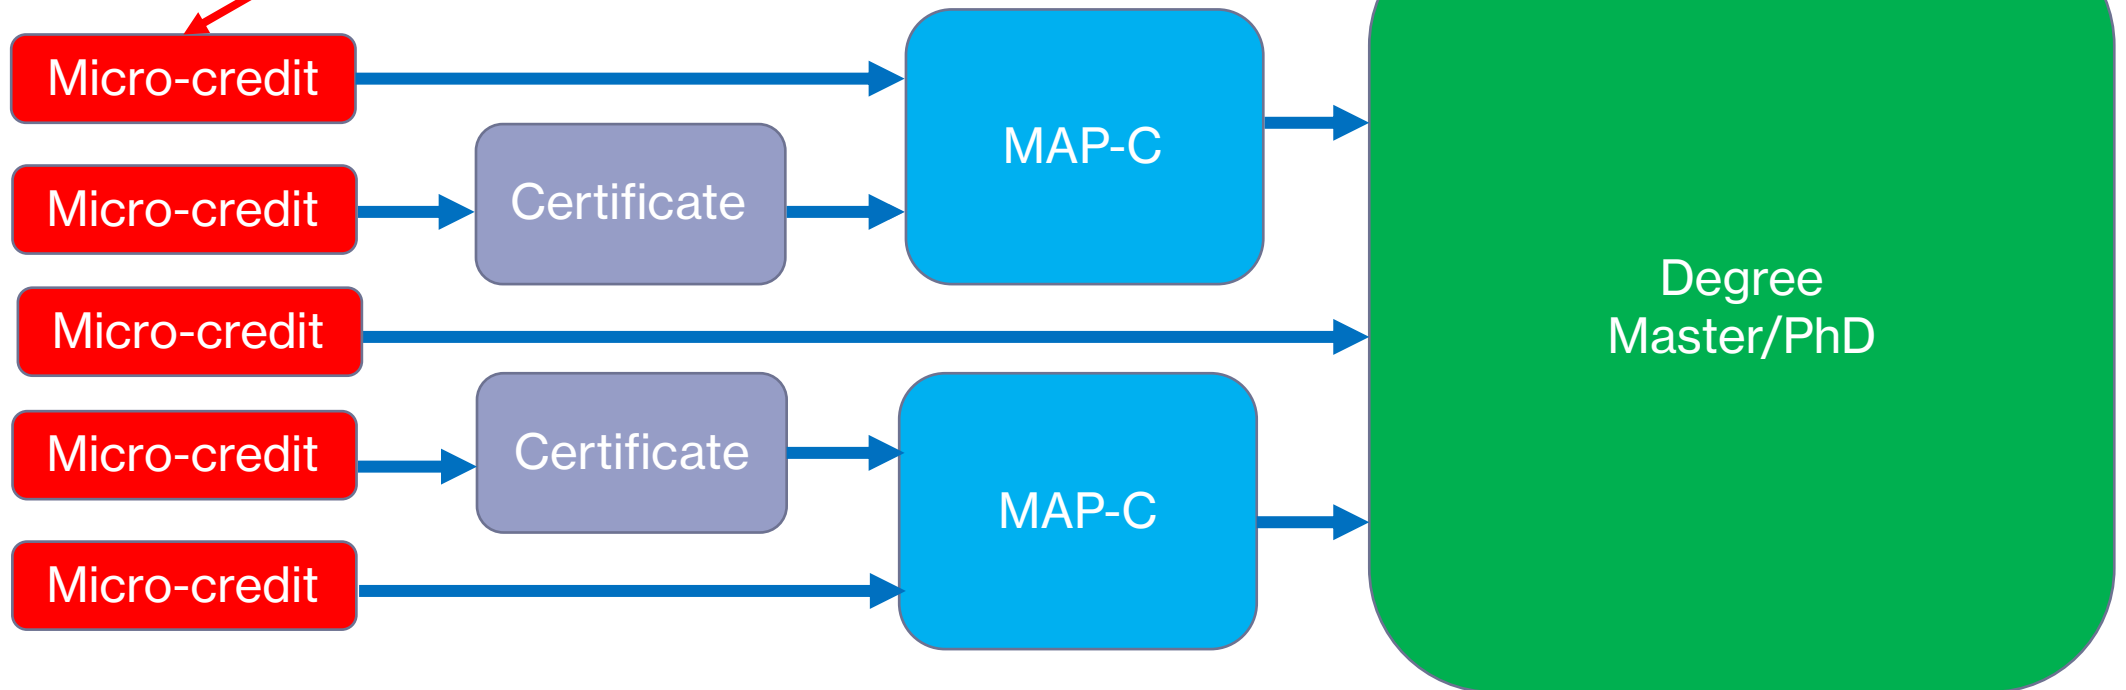 Micro-credit
MAP-C
Micro-credit
Certificate
Micro-credit
Degree
Master/PhD
Micro-credit
Certificate
MAP-C
Micro-credit